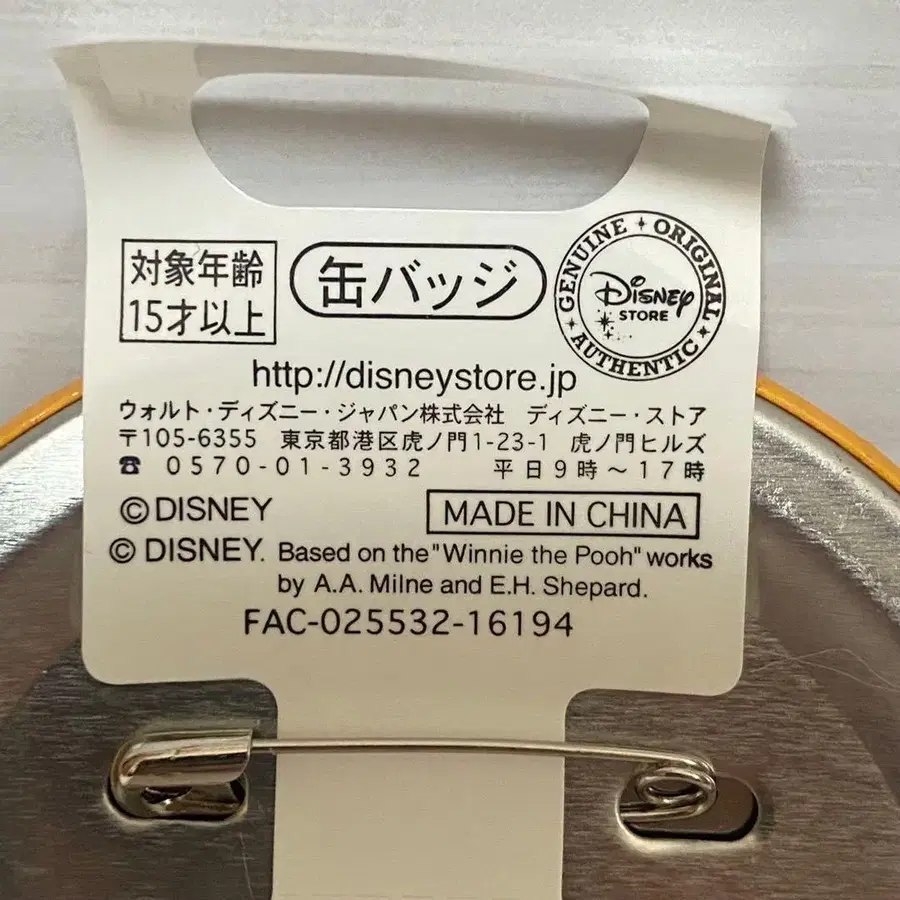 対象年齢
15才以上
缶バッジ
GENUINE ORIGINAL AUTHENTIC
DISNEY
STORE
http://disneystore.jp
ウォルト・ディズニー・ジャパン株式会社 ディズニー・ストア
〒105-6355 東京都港区虎ノ門1-23-1 虎ノ門ヒルズ
☎ 0570-01-3932 平日9時～17時
©DISNEY
MADE IN CHINA
© DISNEY. Based on the "Winnie the Pooh" works
by A.A. Milne and E.H. Shepard.
FAC-025532-16194